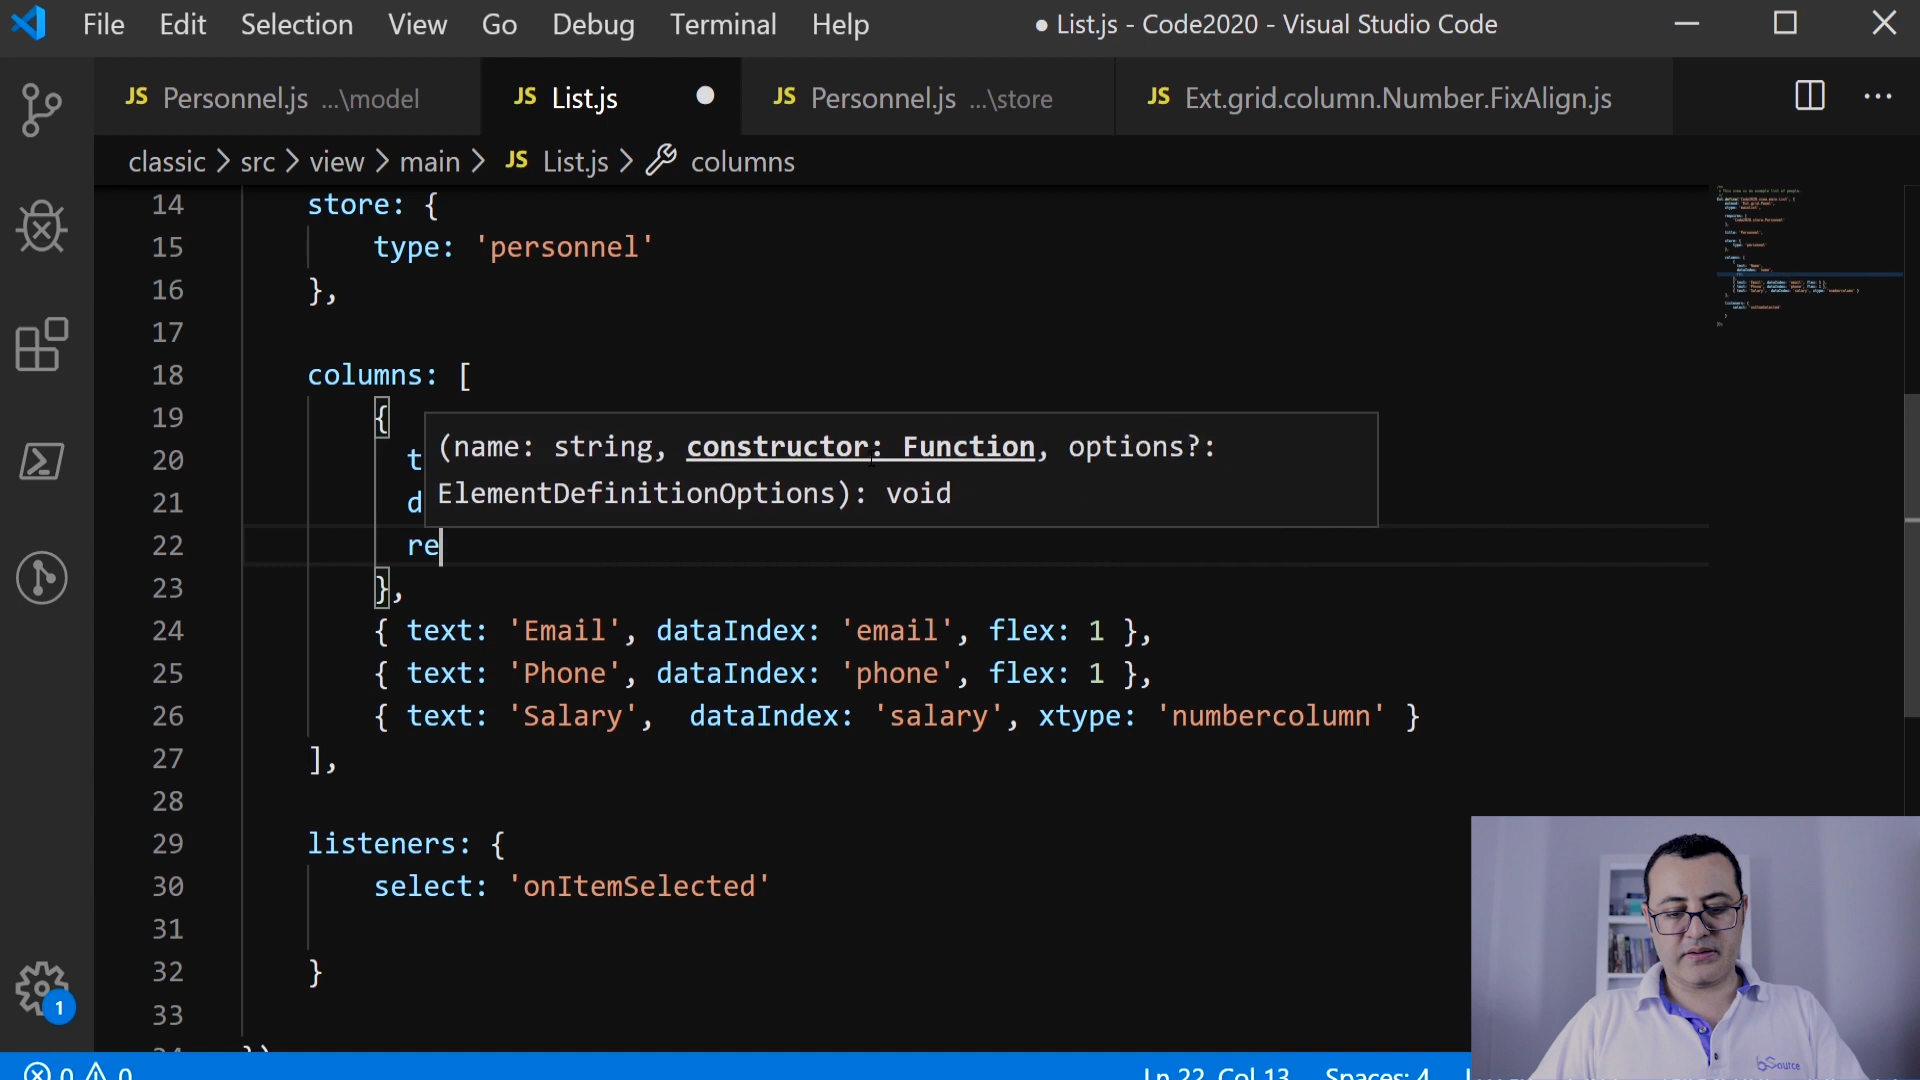 File Edit Selection View Go Debug Terminal Help ● List.js - Code2020 - Visual Studio Code
JS Personnel.js ...\model JS List.js ● JS Personnel.js ...\store JS Ext.grid.column.Number.FixAlign.js ...
classic > src > view > main > JS List.js > columns
14 store: {
15 type: 'personnel'
16 },
17
18 columns: [
19 {
(name: string, constructor: Function, options?:
20 t
ElementDefinitionOptions): void
21 d
22 re
23 },
24 { text: 'Email', dataIndex: 'email', flex: 1 },
25 { text: 'Phone', dataIndex: 'phone', flex: 1 },
26 { text: 'Salary',  dataIndex: 'salary', xtype: 'numbercolumn' }
27 ],
28
29 listeners: {
30 select: 'onItemSelected'
31
32 }
33
1
bSource
0 0 Ln 22, Col 13 Spaces: 4